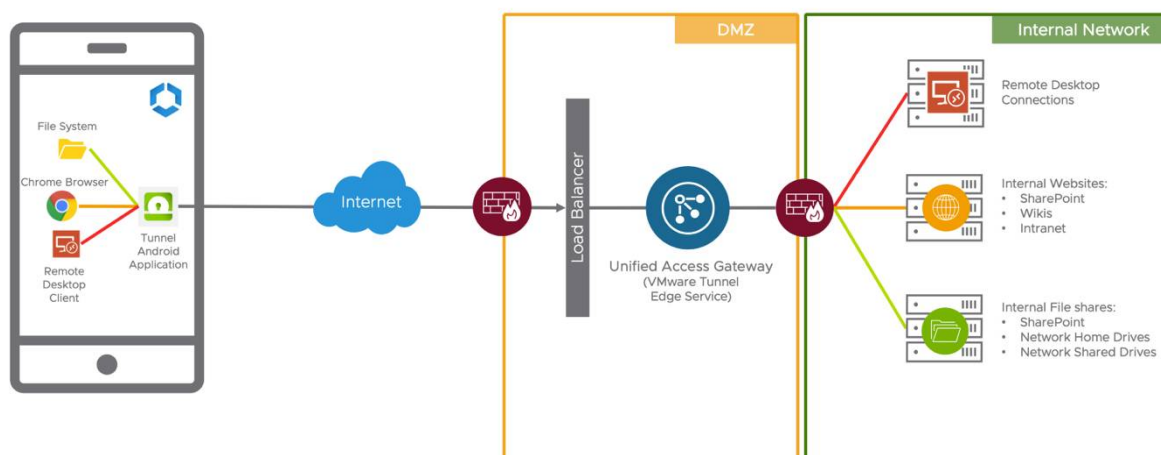 File System
Chrome Browser
Tunnel
Android
Application
Remote
Desktop
Client
Internet
DMZ
Load Balancer
Unified Access Gateway
(VMware Tunnel
Edge Service)
Internal Network
Remote Desktop
Connections
Internal Websites:
• SharePoint
• Wikis
• Intranet
Internal File shares:
• SharePoint
• Network Home Drives
• Network Shared Drives